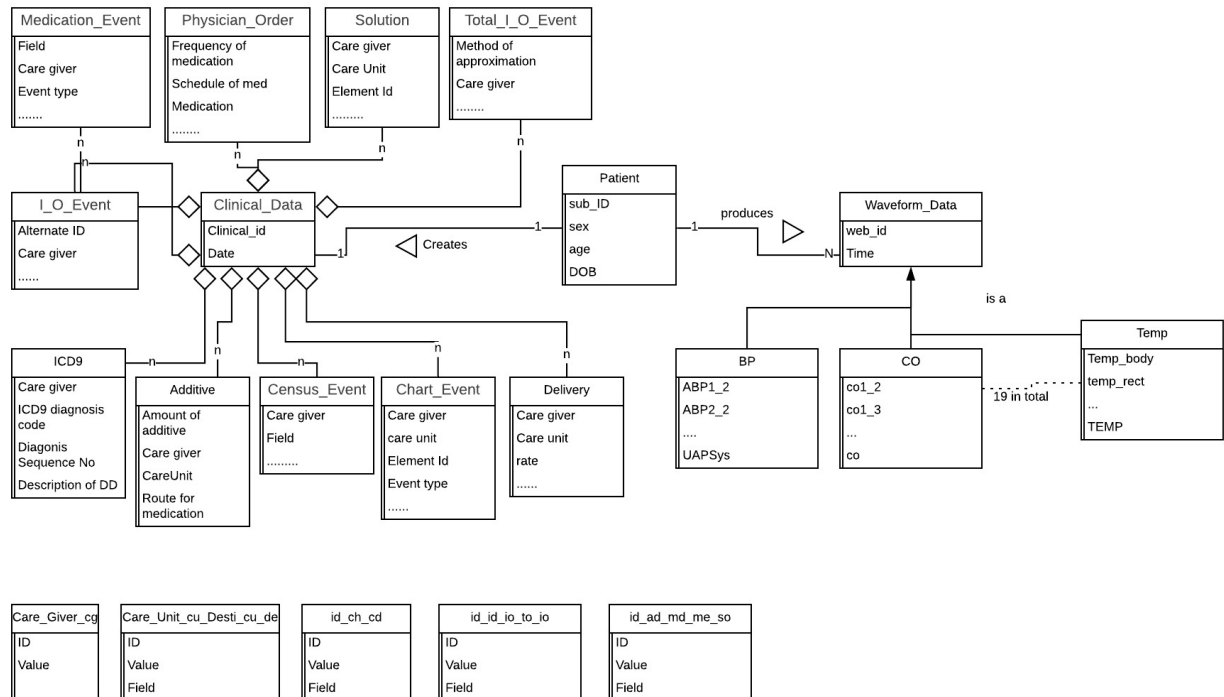 Medication_Event
Field
Care giver
Event type
.......
Physician_Order
Frequency of
medication
Schedule of med
Medication
........
Solution
Care giver
Care Unit
Element Id
.........
Total_I_O_Event
Method of
approximation
Care giver
........
n
n
n
n
n
I_O_Event
Alternate ID
Care giver
......
Clinical_Data
Clinical_id
Date
1
Creates
1
Patient
sub_ID
sex
age
DOB
1
produces
N
Waveform_Data
web_id
Time
is a
n
n
n
n
n
ICD9
Care giver
ICD9 diagnosis
code
Diagonis
Sequence No
Description of DD
Additive
Amount of
additive
Care giver
CareUnit
Route for
medication
Census_Event
Care giver
Field
.........
Chart_Event
Care giver
care unit
Element Id
Event type
......
Delivery
Care giver
Care unit
rate
......
BP
ABP1_2
ABP2_2
....
UAPSys
CO
co1_2
co1_3
...
co
19 in total
Temp
Temp_body
temp_rect
...
TEMP
Care_Giver_cg
ID
Value
Care_Unit_cu_Desti_cu_de
ID
Value
Field
id_ch_cd
ID
Value
Field
id_id_io_to_io
ID
Value
Field
id_ad_md_me_so
ID
Value
Field